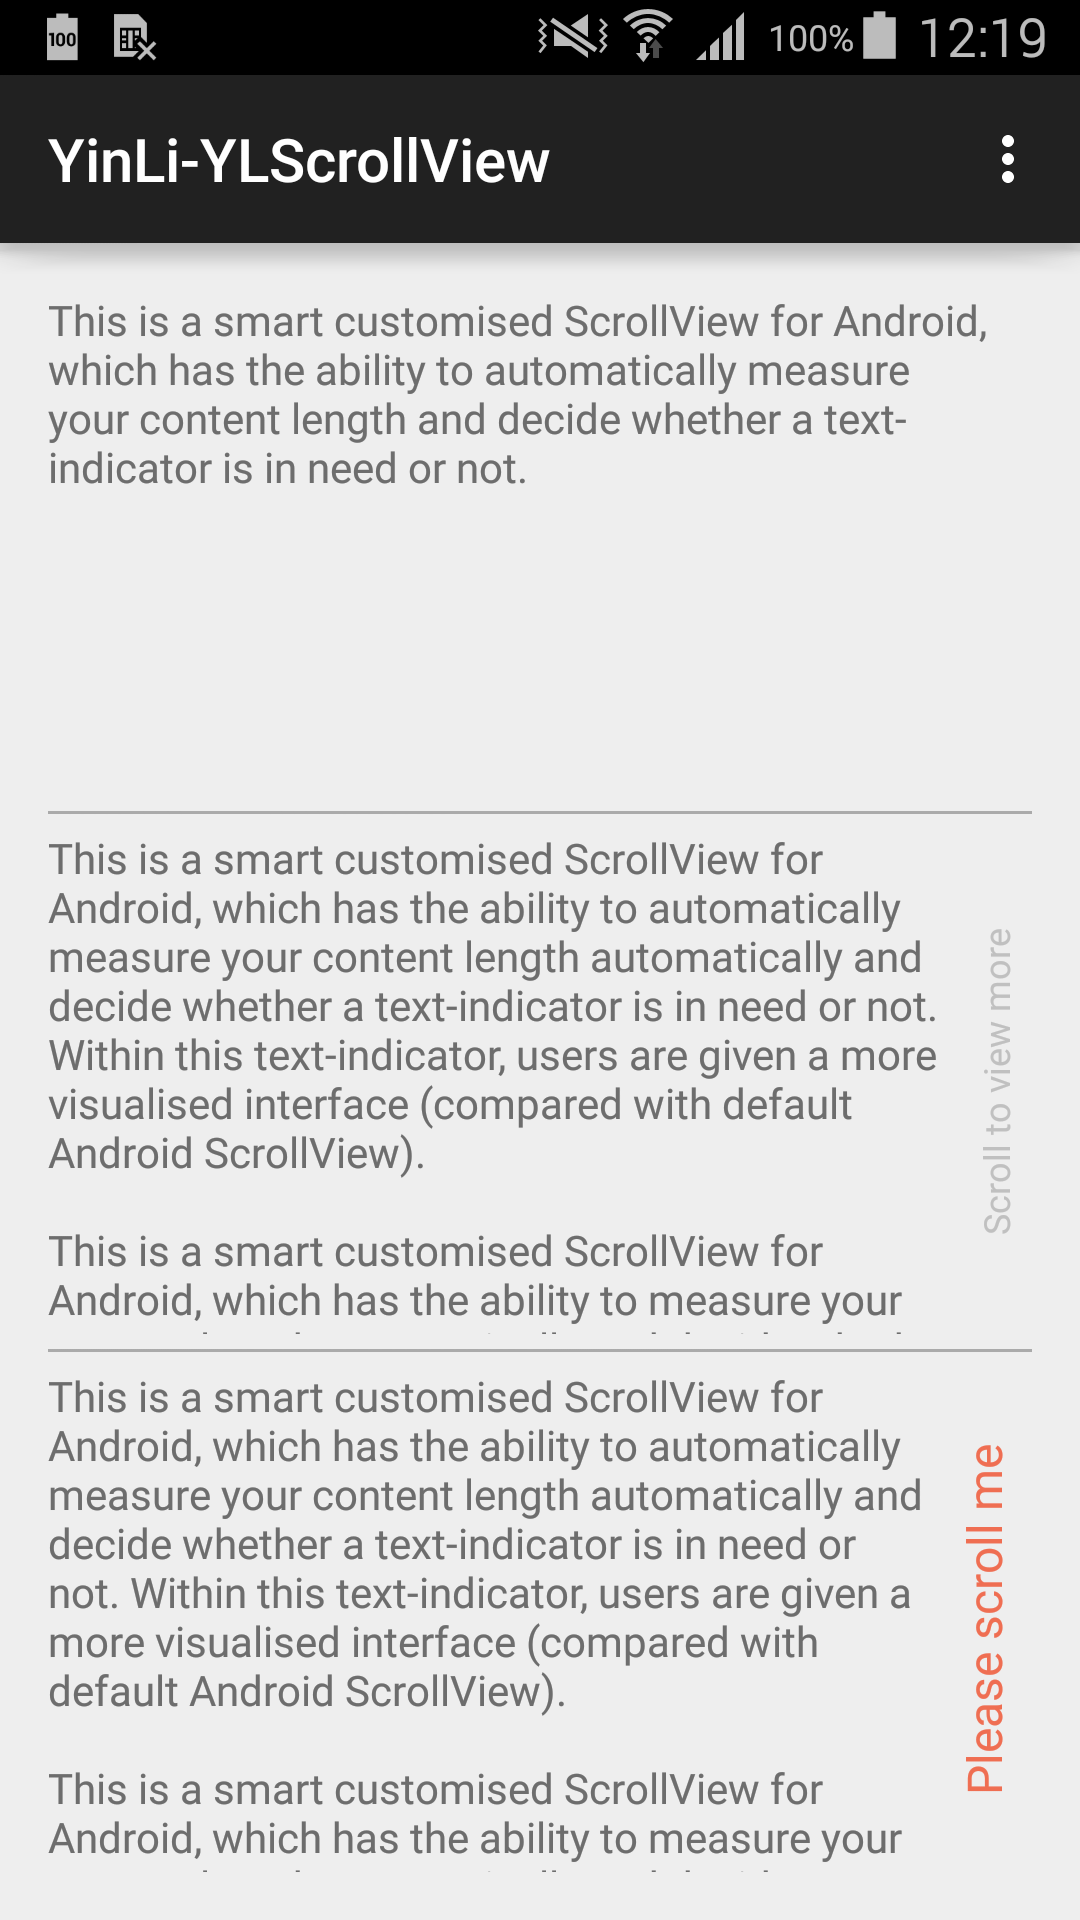 100
100% 12:19
YinLi-YLScrollView
This is a smart customised ScrollView for Android,
which has the ability to automatically measure
your content length and decide whether a text-
indicator is in need or not.
This is a smart customised ScrollView for
Android, which has the ability to automatically
measure your content length automatically and
decide whether a text-indicator is in need or not.
Within this text-indicator, users are given a more
visualised interface (compared with default
Android ScrollView).
This is a smart customised ScrollView for
Android, which has the ability to measure your
Scroll to view more
This is a smart customised ScrollView for
Android, which has the ability to automatically
measure your content length automatically and
decide whether a text-indicator is in need or
not. Within this text-indicator, users are given a
more visualised interface (compared with
default Android ScrollView).
This is a smart customised ScrollView for
Android, which has the ability to measure your
Please scroll me